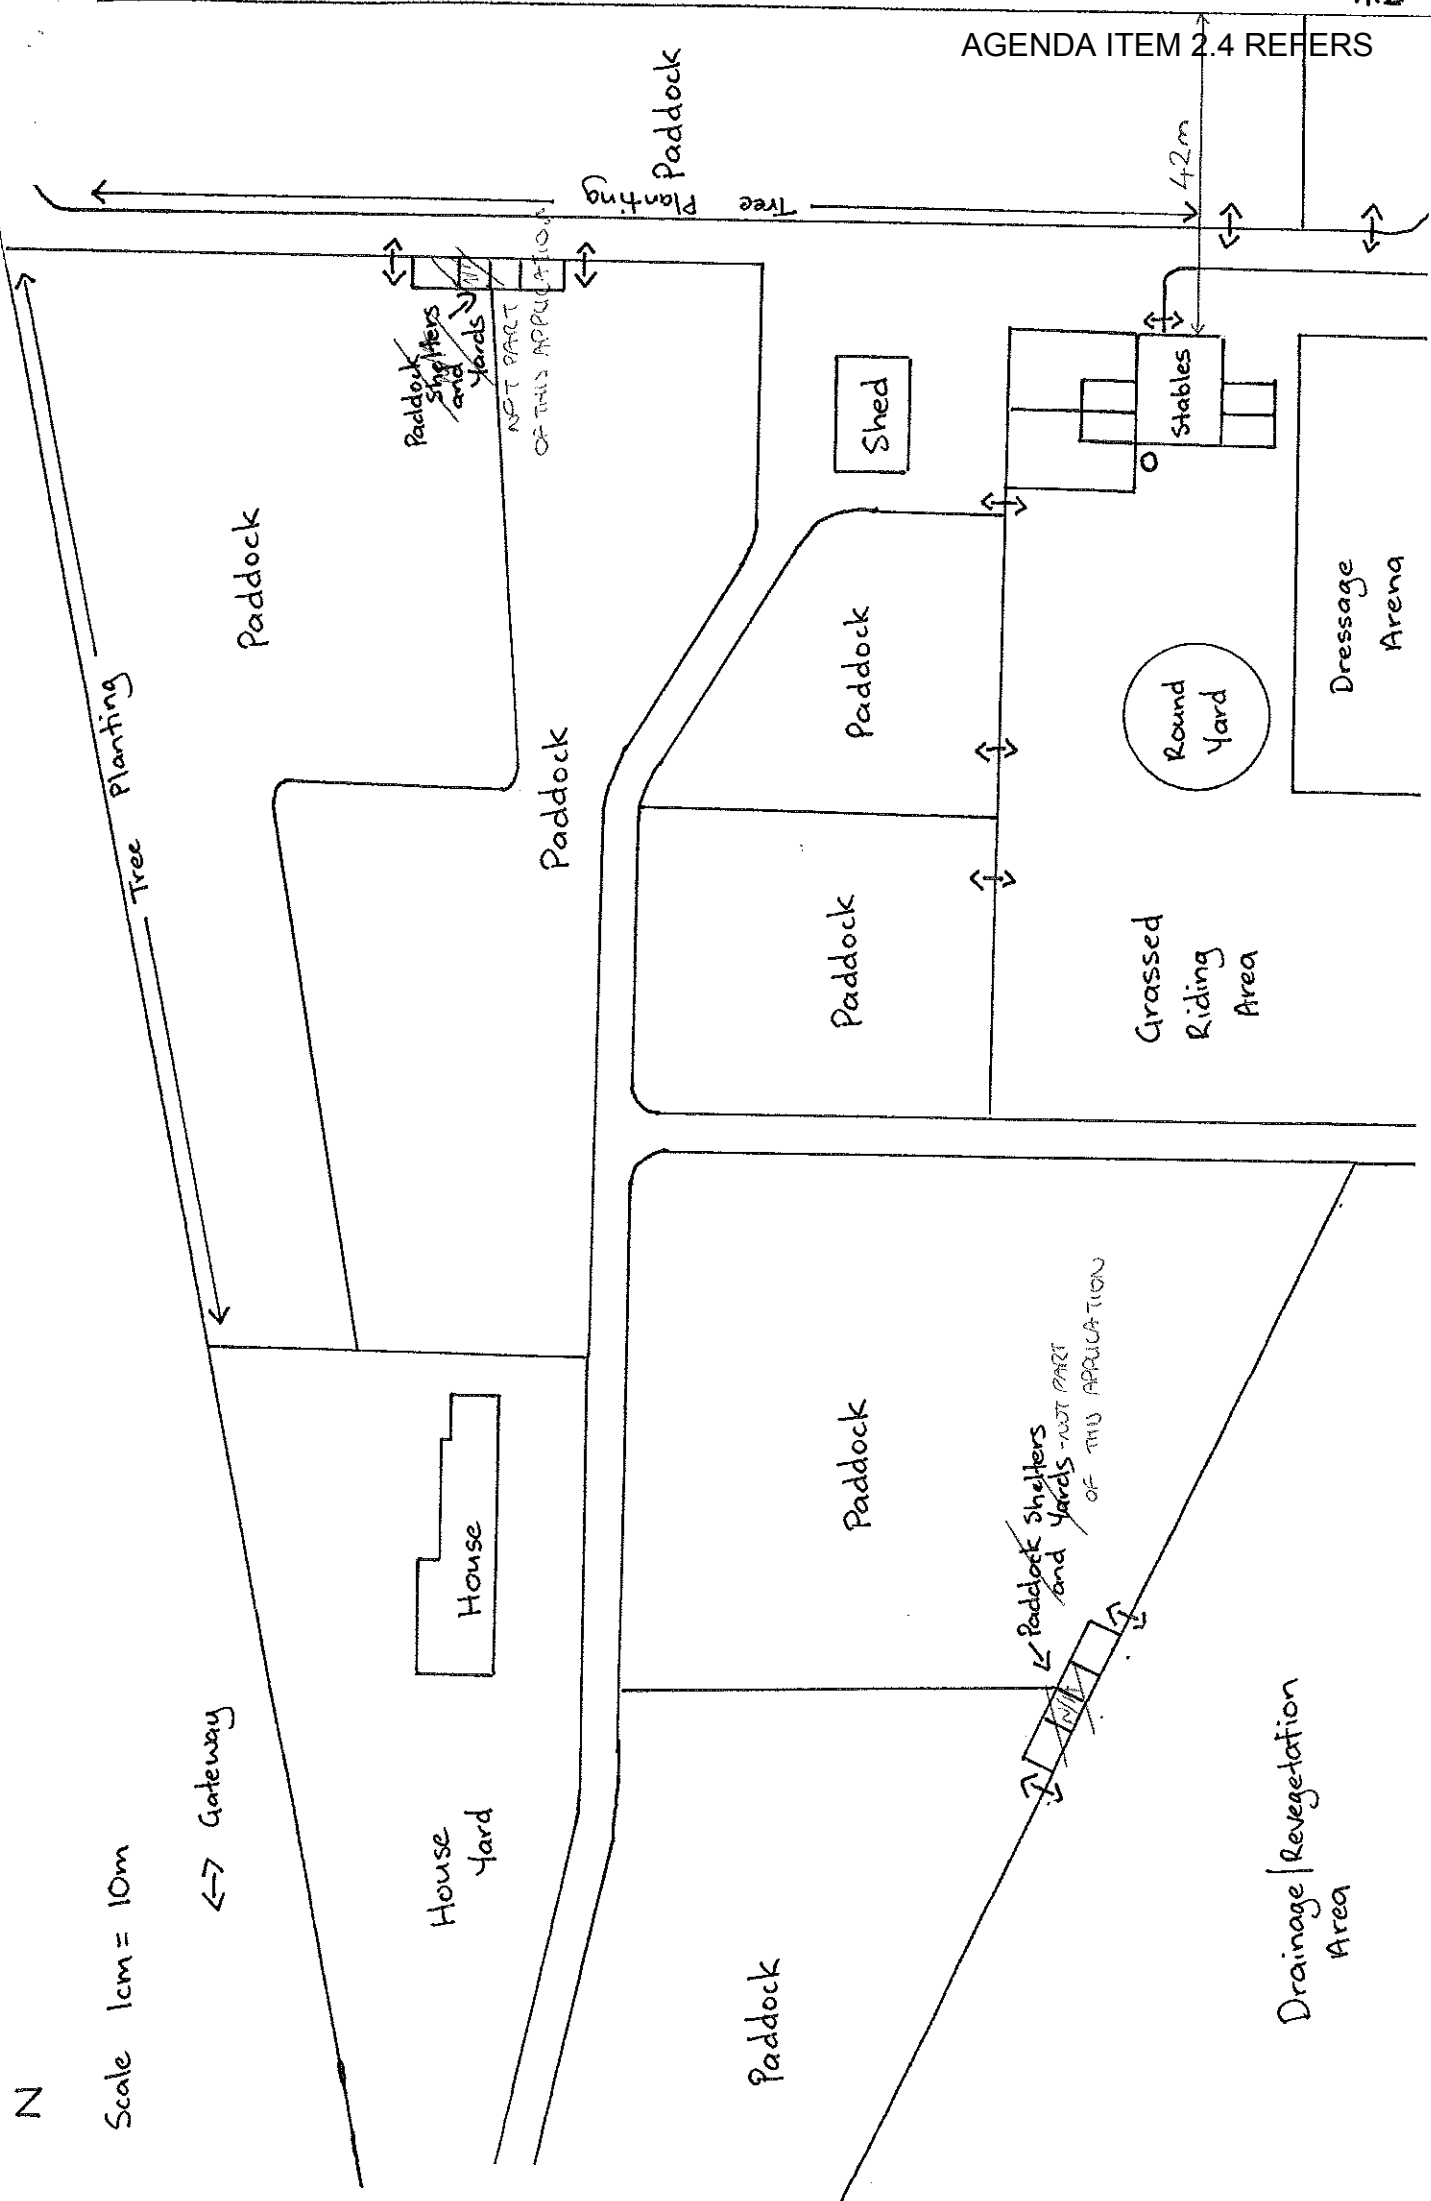 AGENDA ITEM 2.4 REFERS
N
Scale 1cm = 10m
<-> Gateway
Tree Planting
Paddock
Tree Planting
42m
Paddock
Shelters
and
Yards
NOT PART
OF THIS APPLICATION
Paddock
Paddock
Shed
Stables
Paddock
Paddock
Round
Yard
Dressage
Arena
Grassed
Riding
Area
House
House
Yard
Paddock
Paddock Shelters
and Yards - NOT PART
OF THIS APPLICATION
Paddock
Drainage/Revegetation
Area